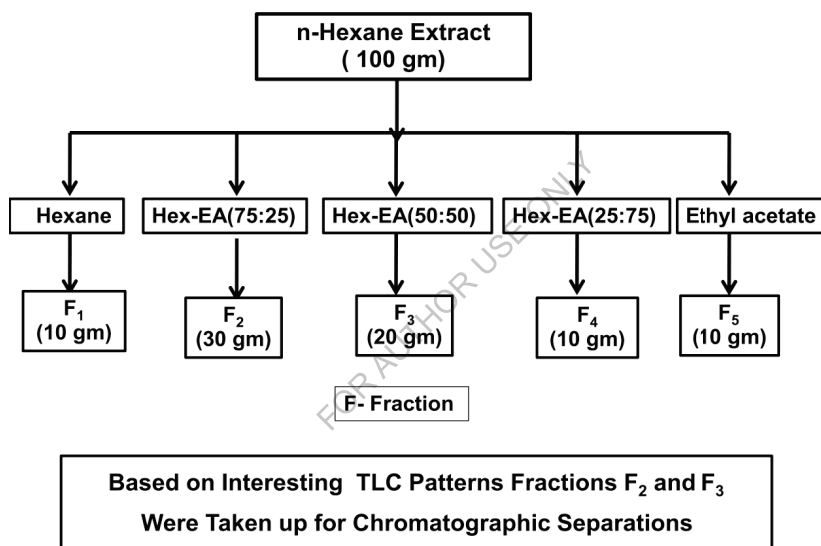 n-Hexane Extract
( 100 gm)
Hexane
Hex-EA(75:25)
Hex-EA(50:50)
Hex-EA(25:75)
Ethyl acetate
F₁
(10 gm)
F₂
(30 gm)
F₃
(20 gm)
F₄
(10 gm)
F₅
(10 gm)
FOR AUTHOR USE ONLY
F- Fraction
Based on Interesting TLC Patterns Fractions F₂ and F₃
Were Taken up for Chromatographic Separations